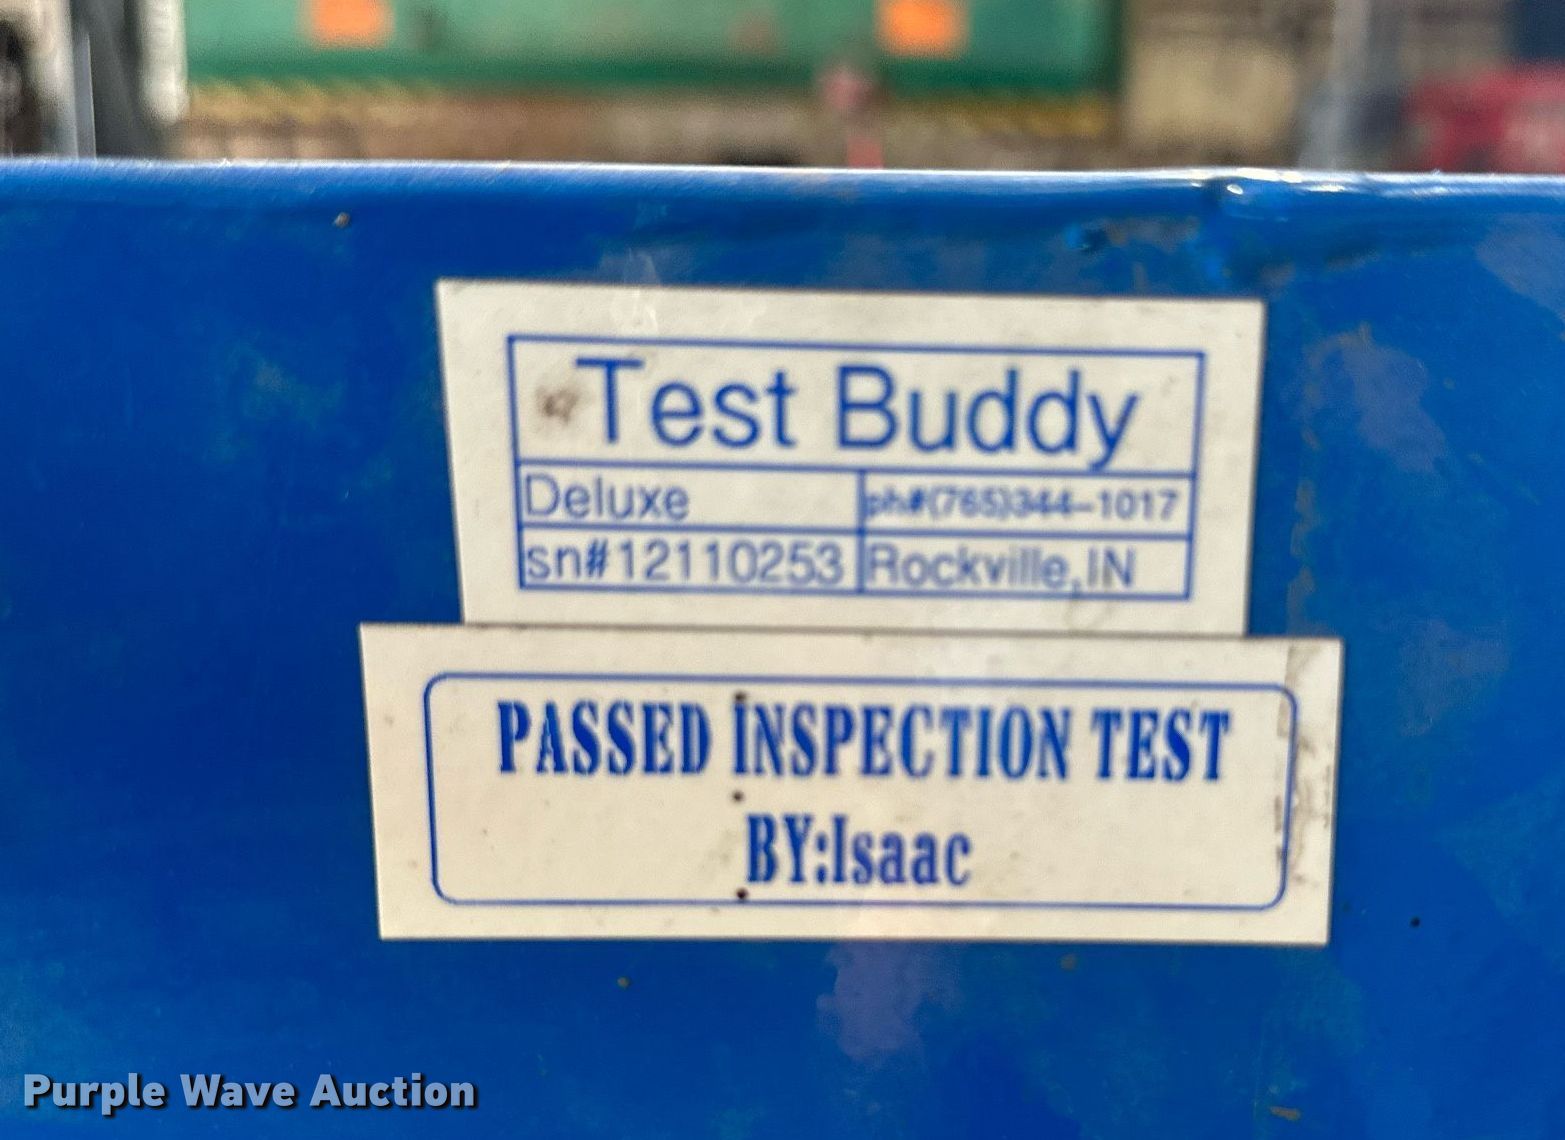 Test Buddy
Deluxe ph#(765)344-1017
sn#12110253 Rockville,IN
PASSED INSPECTION TEST
BY:Isaac
Purple Wave Auction